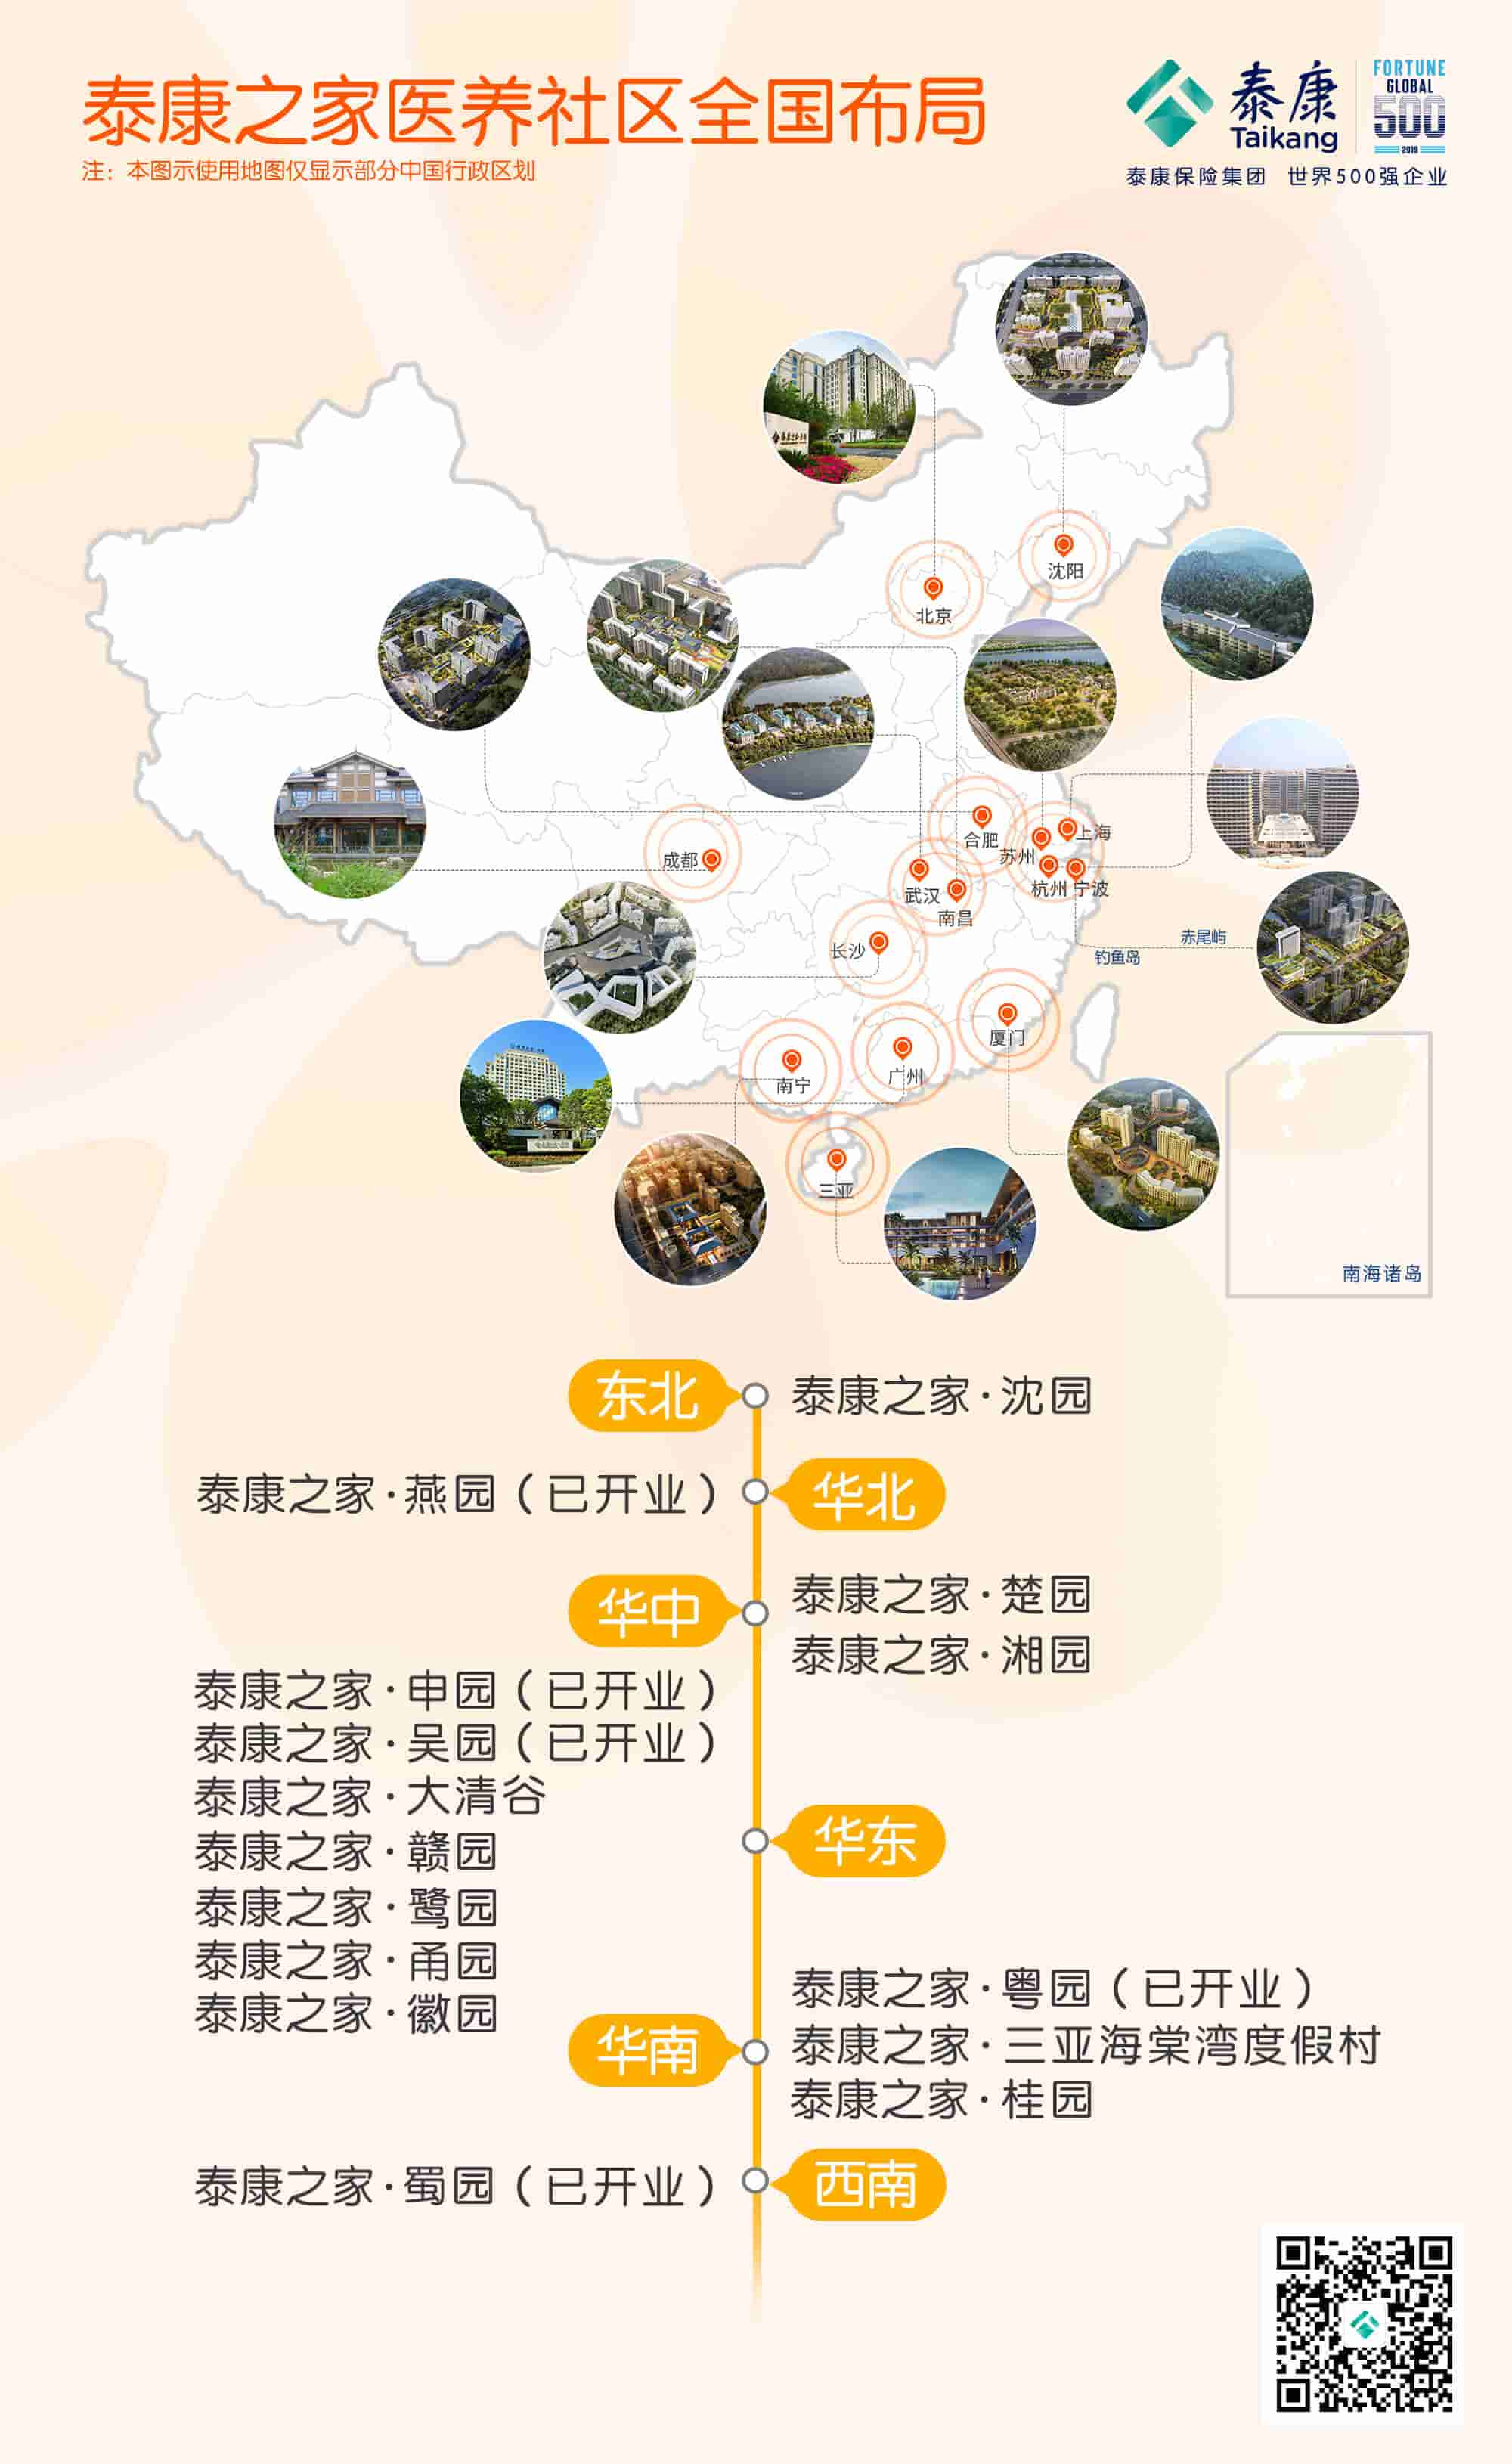 泰康之家医养社区全国布局
注：本图示使用地图仅显示部分中国行政区划
泰康
Taikang
FORTUNE
GLOBAL
500
2019
泰康保险集团 世界500强企业
沈阳
北京
合肥
上海
苏州
成都
武汉
杭州 宁波
南昌
长沙
赤尾屿
钓鱼岛
厦门
广州
南宁
三亚
南海诸岛
东北
泰康之家·沈园
泰康之家·燕园（已开业）
华北
华中
泰康之家·楚园
泰康之家·湘园
泰康之家·申园（已开业）
泰康之家·吴园（已开业）
泰康之家·大清谷
泰康之家·赣园
泰康之家·鹭园
泰康之家·甬园
泰康之家·徽园
华东
华南
泰康之家·粤园（已开业）
泰康之家·三亚海棠湾度假村
泰康之家·桂园
泰康之家·蜀园（已开业）
西南